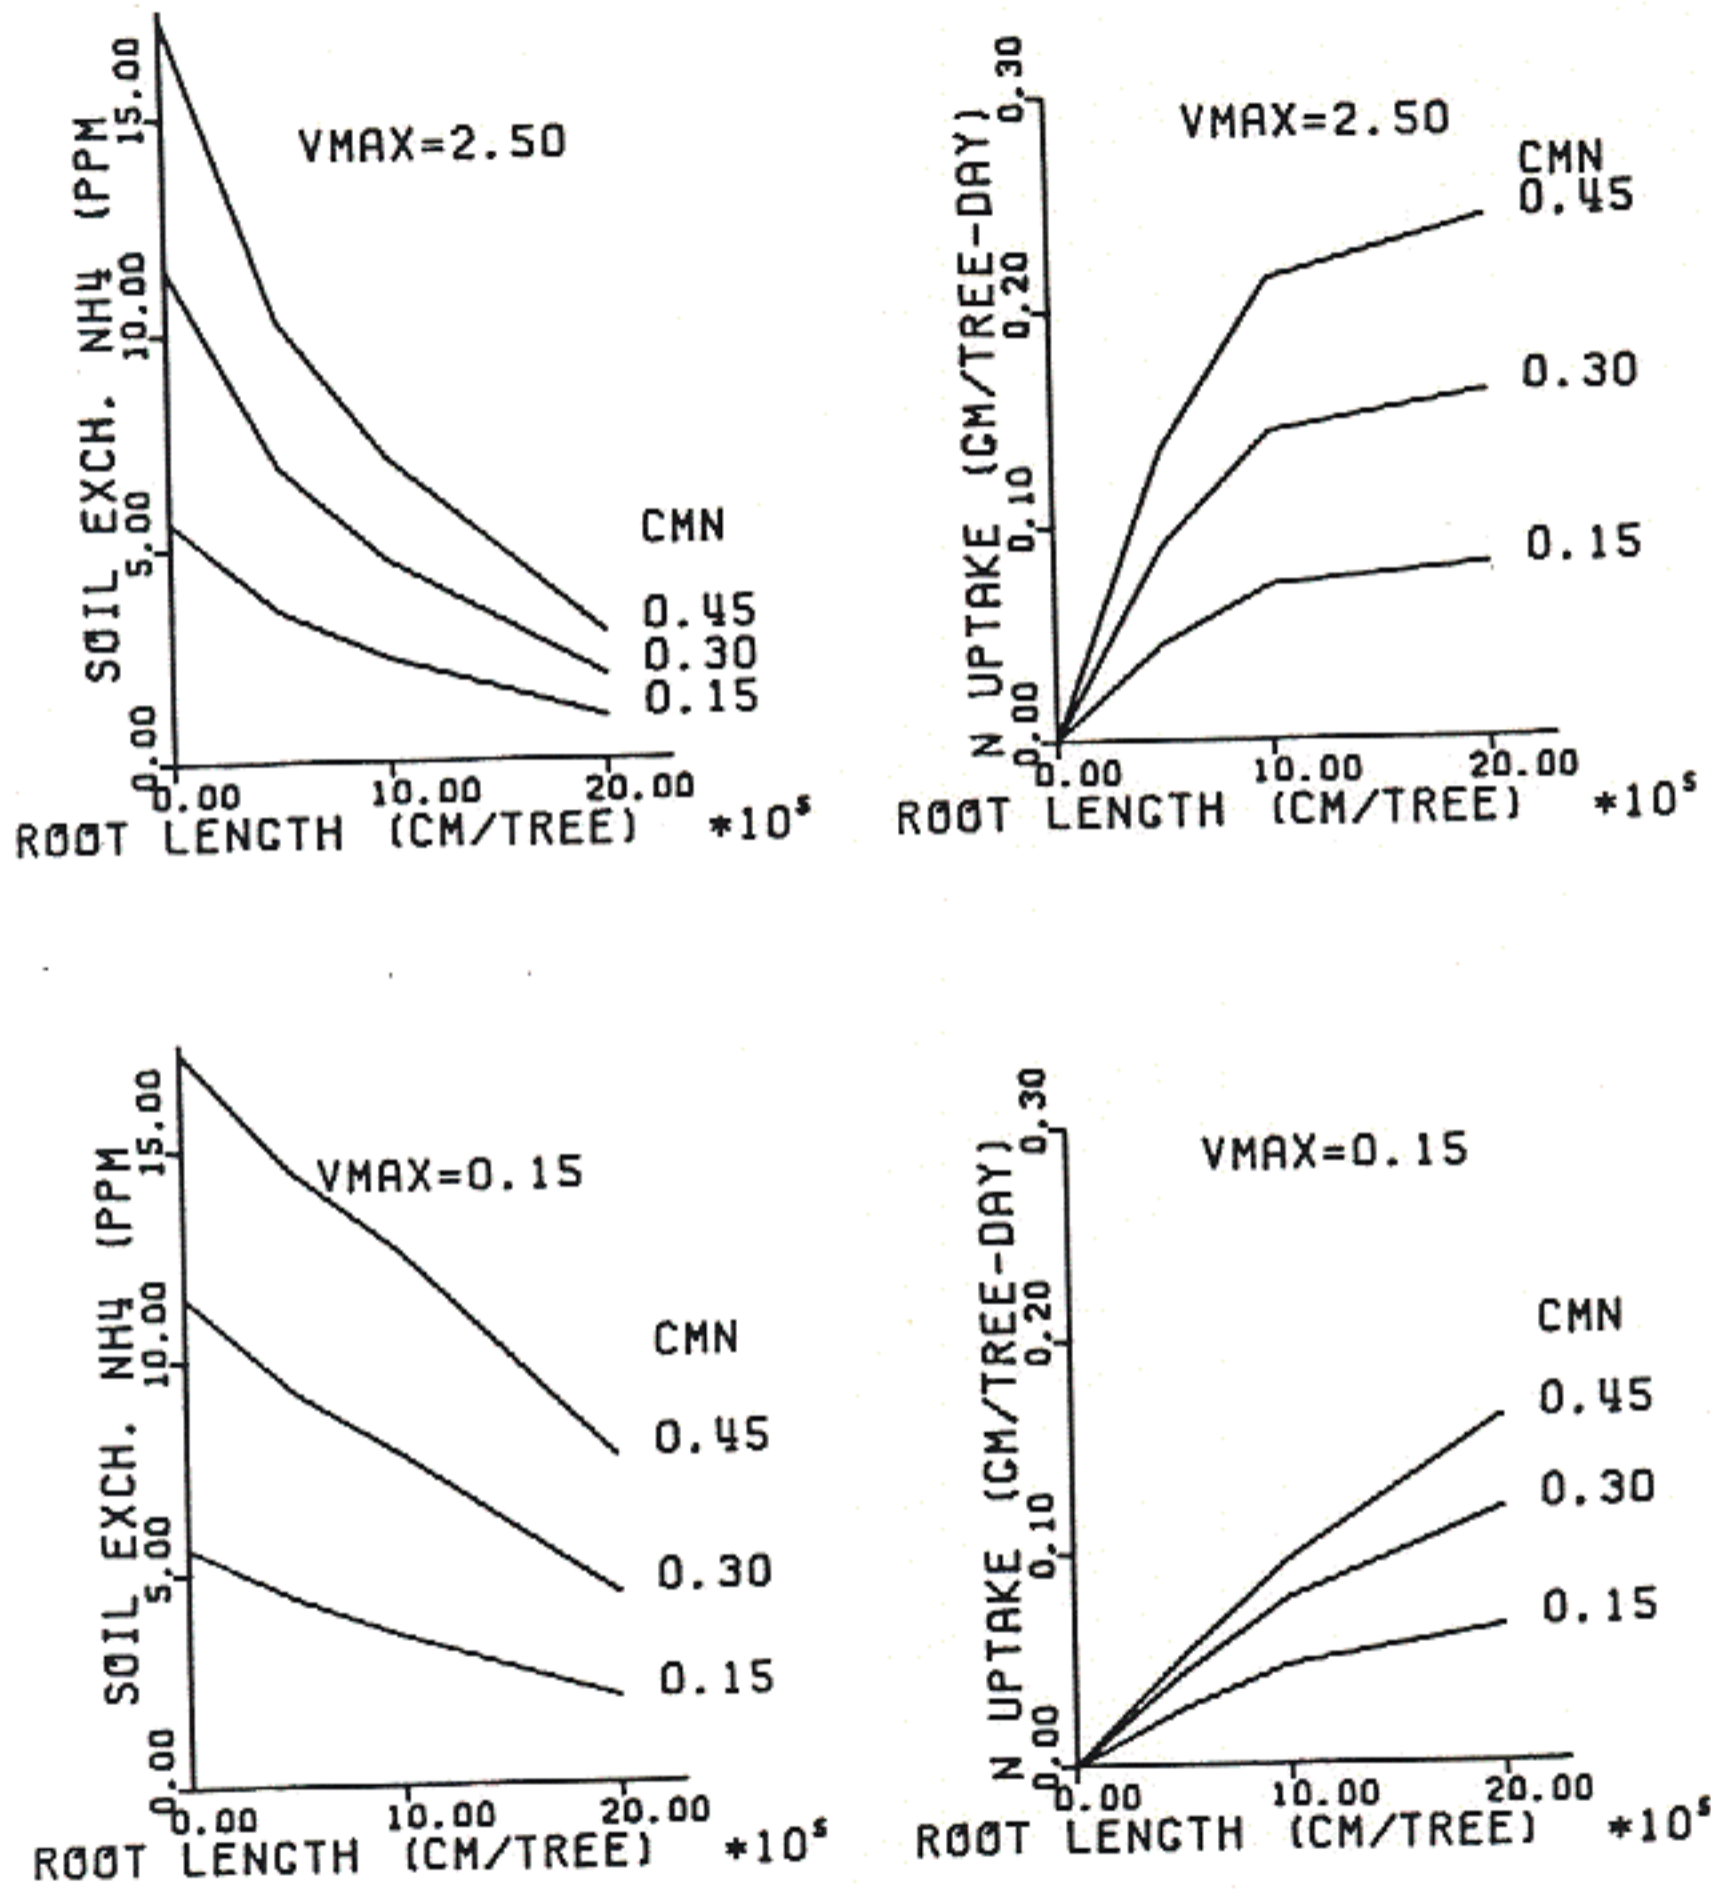 SOIL EXCH. NH4 (PPM
15.00
10.00
5.00
0.00
VMAX=2.50
CMN
0.45
0.30
0.15
0.00 10.00 20.00
ROOT LENGTH (CM/TREE) *10⁵
N UPTAKE (GM/TREE-DAY)
0.30
0.20
0.10
0.00
VMAX=2.50
CMN
0.45
0.30
0.15
0.00 10.00 20.00
ROOT LENGTH (CM/TREE) *10⁵
SOIL EXCH. NH4 (PPM
15.00
10.00
5.00
0.00
VMAX=0.15
CMN
0.45
0.30
0.15
0.00 10.00 20.00
ROOT LENGTH (CM/TREE) *10⁵
N UPTAKE (GM/TREE-DAY)
0.30
0.20
0.10
0.00
VMAX=0.15
CMN
0.45
0.30
0.15
0.00 10.00 20.00
ROOT LENGTH (CM/TREE) *10⁵